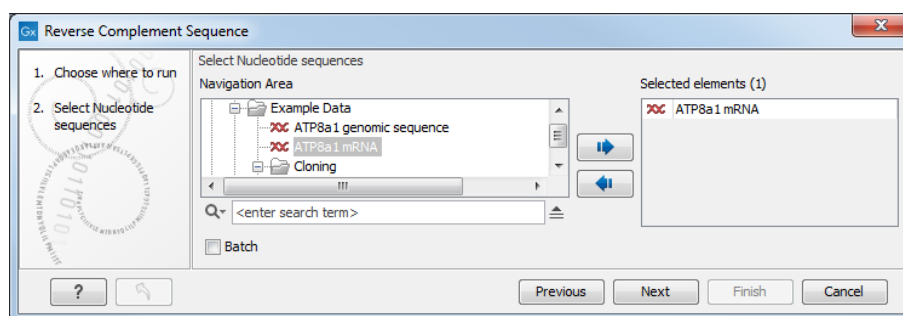 Gx Reverse Complement Sequence
1. Choose where to run
2. Select Nucleotide
sequences
Select Nucleotide sequences
Navigation Area
Example Data
ATP8a1 genomic sequence
ATP8a1 mRNA
Cloning
<enter search term>
Batch
Selected elements (1)
ATP8a1 mRNA
?
Previous
Next
Finish
Cancel